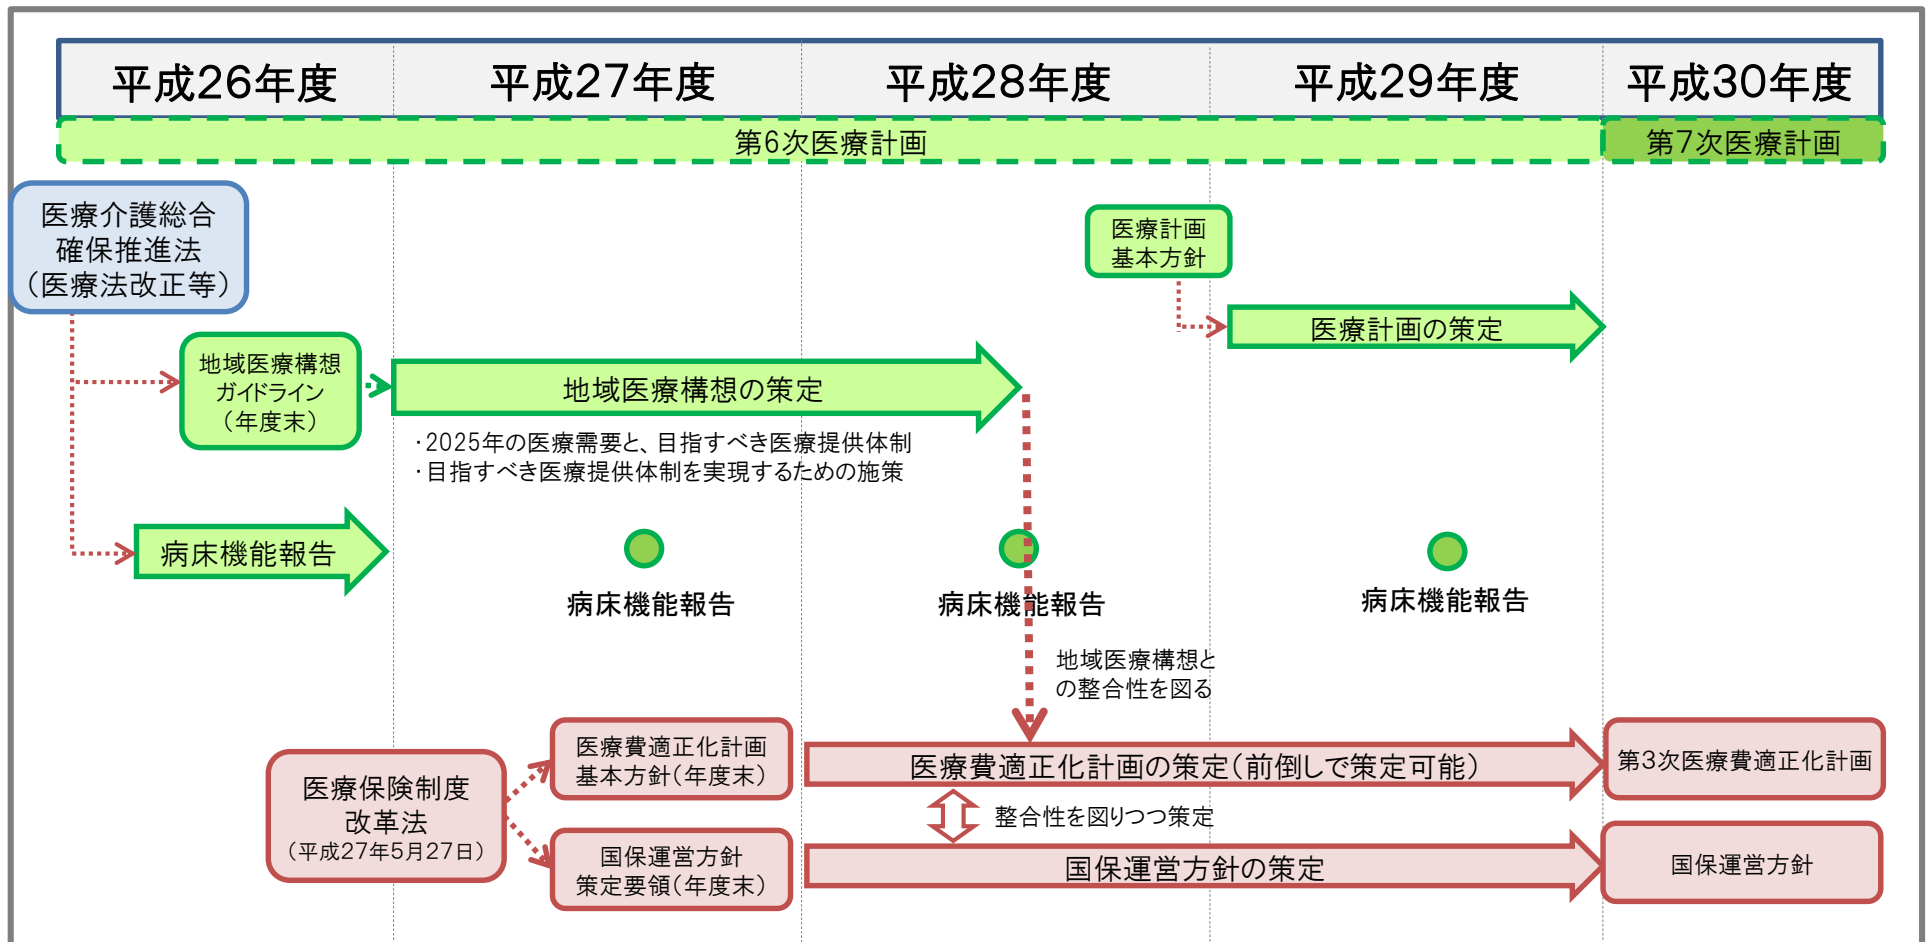 平成26年度
平成27年度
平成28年度
平成29年度
平成30年度
第6次医療計画
第7次医療計画
医療介護総合
確保推進法
（医療法改正等）
医療計画
基本方針
医療計画の策定
地域医療構想
ガイドライン
（年度末）
地域医療構想の策定
・2025年の医療需要と、目指すべき医療提供体制
・目指すべき医療提供体制を実現するための施策
病床機能報告
病床機能報告
病床機能報告
病床機能報告
地域医療構想と
の整合性を図る
医療保険制度
改革法
（平成27年5月27日）
医療費適正化計画
基本方針（年度末）
医療費適正化計画の策定（前倒しで策定可能）
第3次医療費適正化計画
整合性を図りつつ策定
国保運営方針
策定要領（年度末）
国保運営方針の策定
国保運営方針